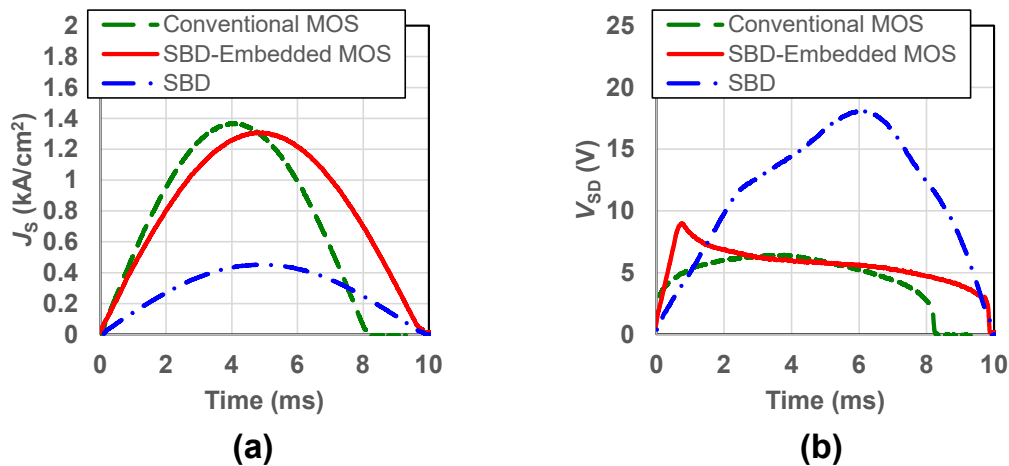 Conventional MOS
SBD-Embedded MOS
SBD
2
1.8
1.6
1.4
1.2
1
0.8
0.6
0.4
0.2
0
J_S (kA/cm²)
0 2 4 6 8 10
Time (ms)
(a)
Conventional MOS
SBD-Embedded MOS
SBD
25
20
15
10
5
0
V_SD (V)
0 2 4 6 8 10
Time (ms)
(b)